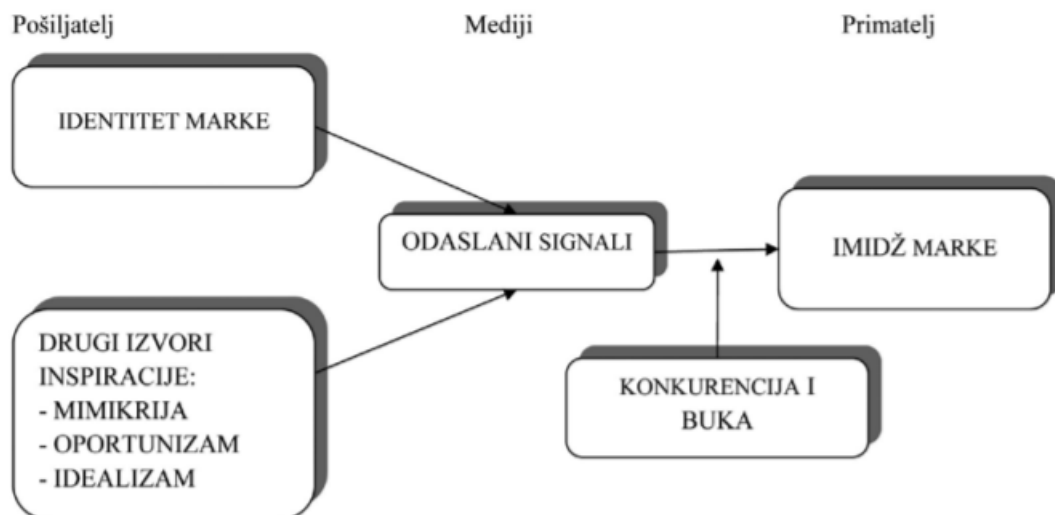 Pošiljatelj
Mediji
Primatelj
IDENTITET MARKE
ODASLANI SIGNALI
IMIDŽ MARKE
DRUGI IZVORI
INSPIRACIJE:
- MIMIKRIJA
- OPORTUNIZAM
- IDEALIZAM
KONKURENCIJA I
BUKA